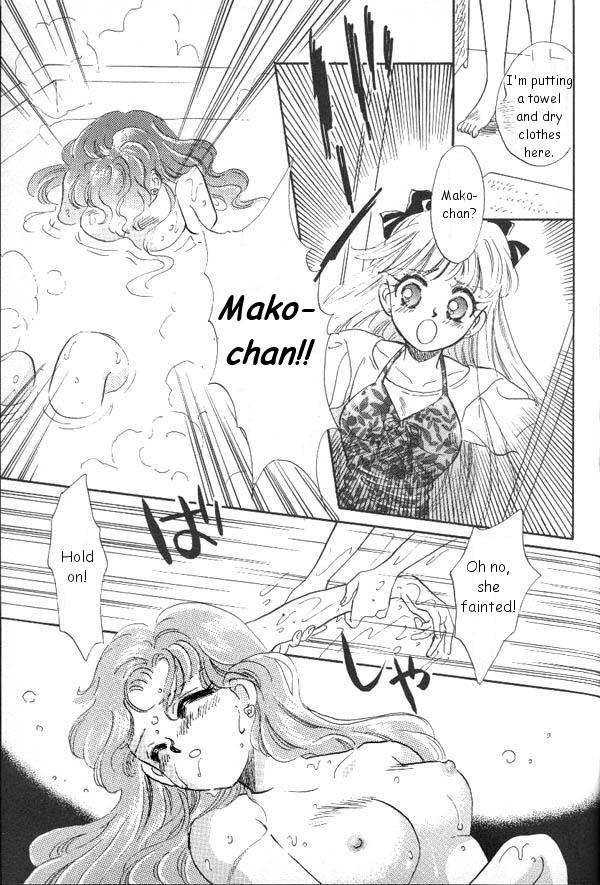 I'm putting
a towel
and dry
clothes
here.
Mako-
chan?
Mako-
chan!!
ばしゃ
Oh no,
she
fainted!
Hold
on!